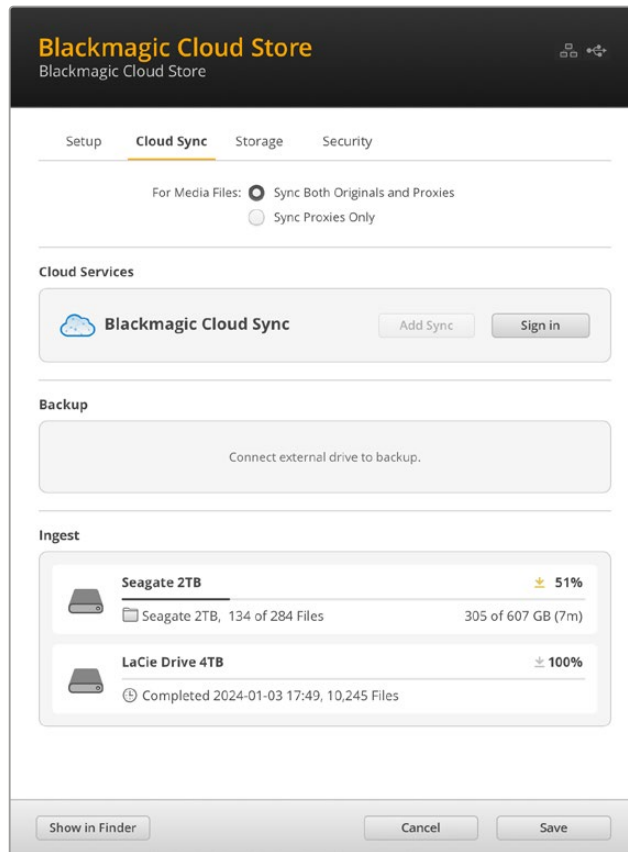 Blackmagic Cloud Store
Blackmagic Cloud Store
Setup Cloud Sync Storage Security
For Media Files: Sync Both Originals and Proxies
Sync Proxies Only
Cloud Services
Blackmagic Cloud Sync Add Sync Sign in
Backup
Connect external drive to backup.
Ingest
Seagate 2TB 51%
Seagate 2TB, 134 of 284 Files 305 of 607 GB (7m)
LaCie Drive 4TB 100%
Completed 2024-01-03 17:49, 10,245 Files
Show in Finder Cancel Save